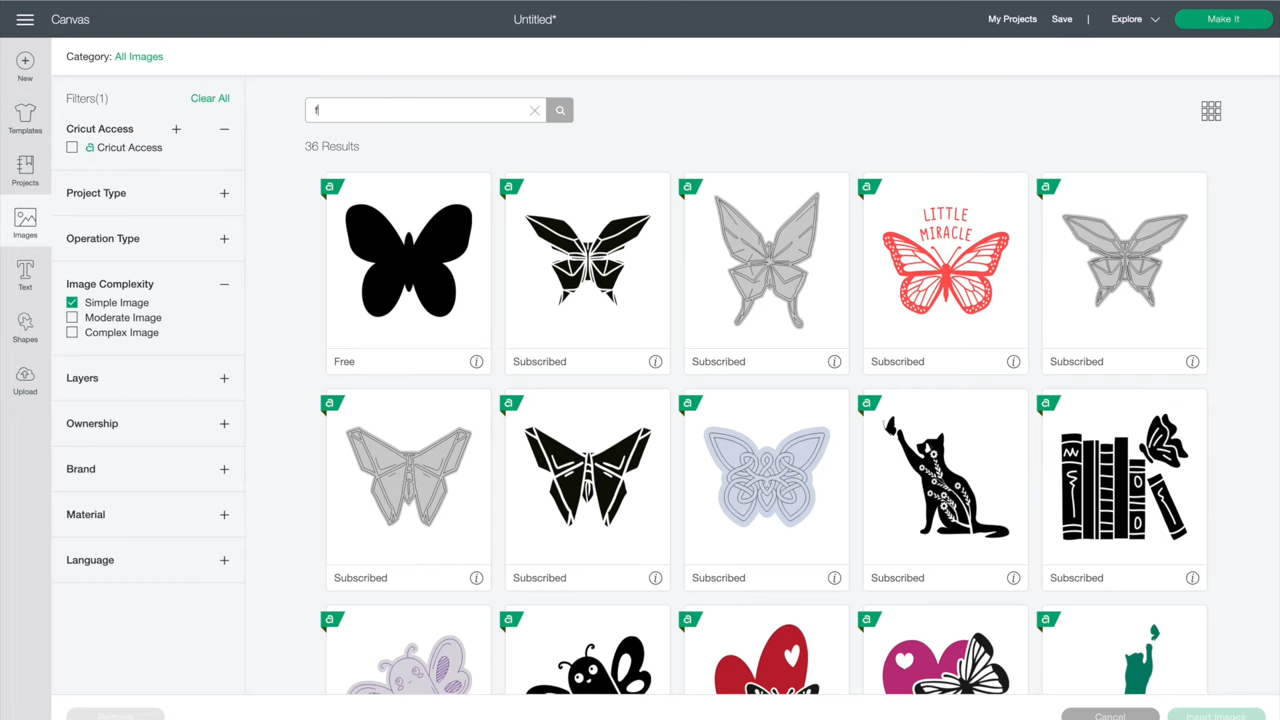 Canvas
Untitled*
My Projects
Save
|
Explore
Make It
New
Templates
Projects
Images
Text
Shapes
Upload
Category: All Images
Filters(1)
Clear All
Cricut Access
a Cricut Access
Project Type
Operation Type
Image Complexity
Simple Image
Moderate Image
Complex Image
Layers
Ownership
Brand
Material
Language
f
36 Results
a
a
a
a
a
LITTLE
MIRACLE
Free
Subscribed
Subscribed
Subscribed
Subscribed
a
a
a
a
a
Subscribed
Subscribed
Subscribed
Subscribed
Subscribed
a
a
a
a
a
Remove
Cancel
Insert Images